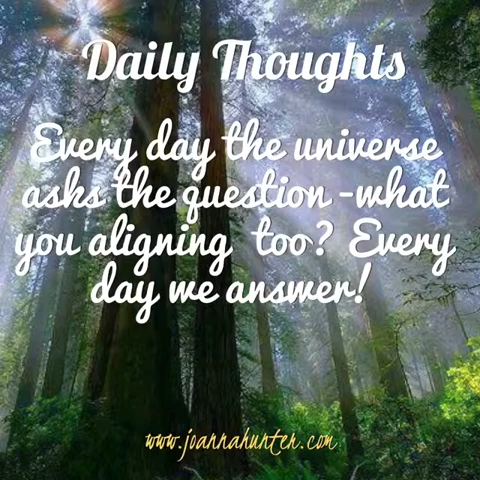 Daily Thoughts
Every day the universe
asks the question -what
you aligning too? Every
day we answer!
www.joannahunter.com